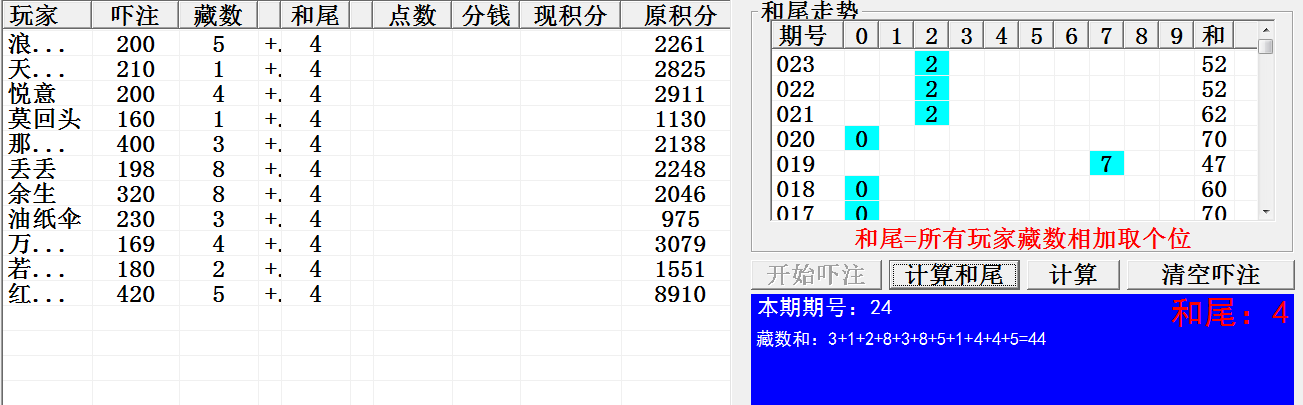 玩家 吓注 藏数 和尾 点数 分钱 现积分 原积分
浪... 200 5 +. 4 2261
天... 210 1 +. 4 2825
悦意 200 4 +. 4 2911
莫回头 160 1 +. 4 1130
那... 400 3 +. 4 2138
丢丢 198 8 +. 4 2248
余生 320 8 +. 4 2046
油纸伞 230 3 +. 4 975
万... 169 4 +. 4 3079
若... 180 2 +. 4 1551
红... 420 5 +. 4 8910
和尾走势
期号 0 1 2 3 4 5 6 7 8 9 和
023 2 52
022 2 52
021 2 62
020 0 70
019 7 47
018 0 60
017 0 70
和尾=所有玩家藏数相加取个位
开始吓注 计算和尾 计算 清空吓注
本期期号：24 和尾：4
藏数和：3+1+2+8+3+8+5+1+4+4+5=44